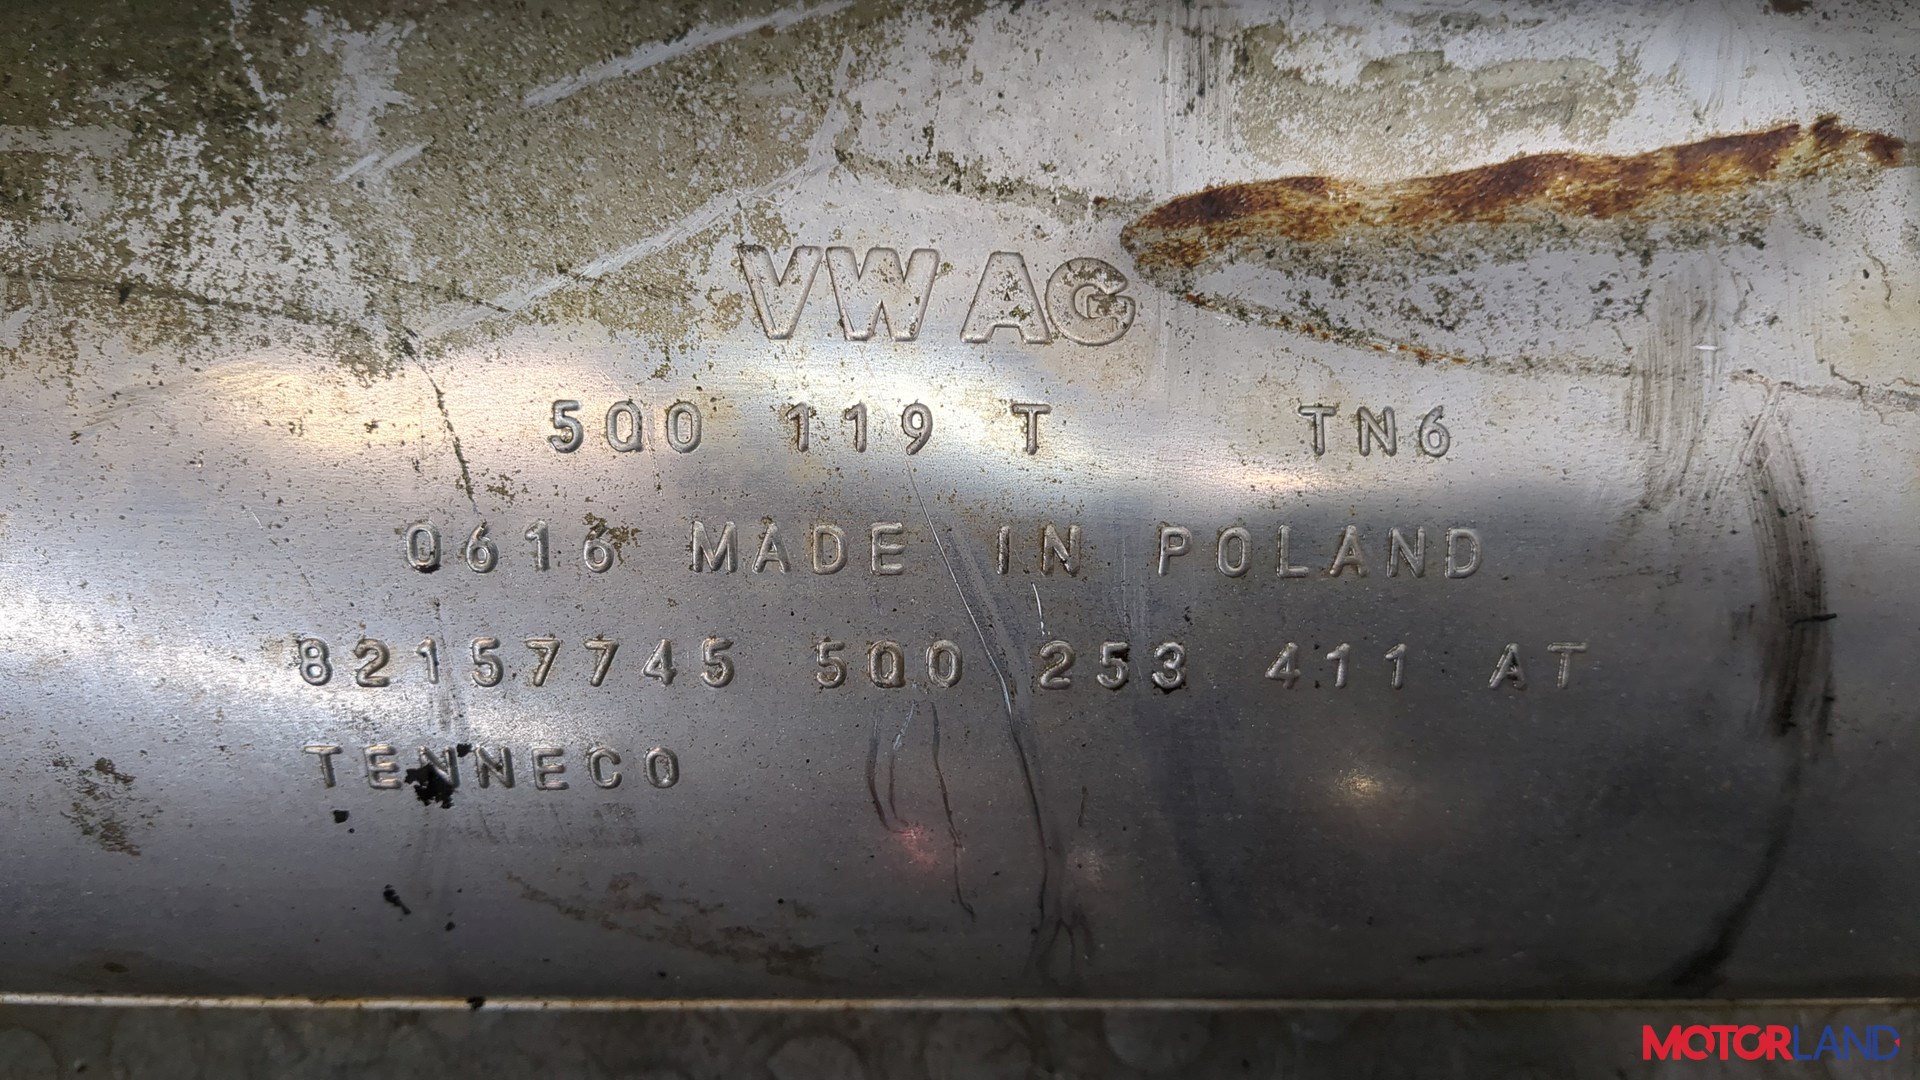 VW AG
5Q0 119 T TN6
0616 MADE IN POLAND
82157745 5Q0 253 411 AT
TENNECO
MOTORLAND